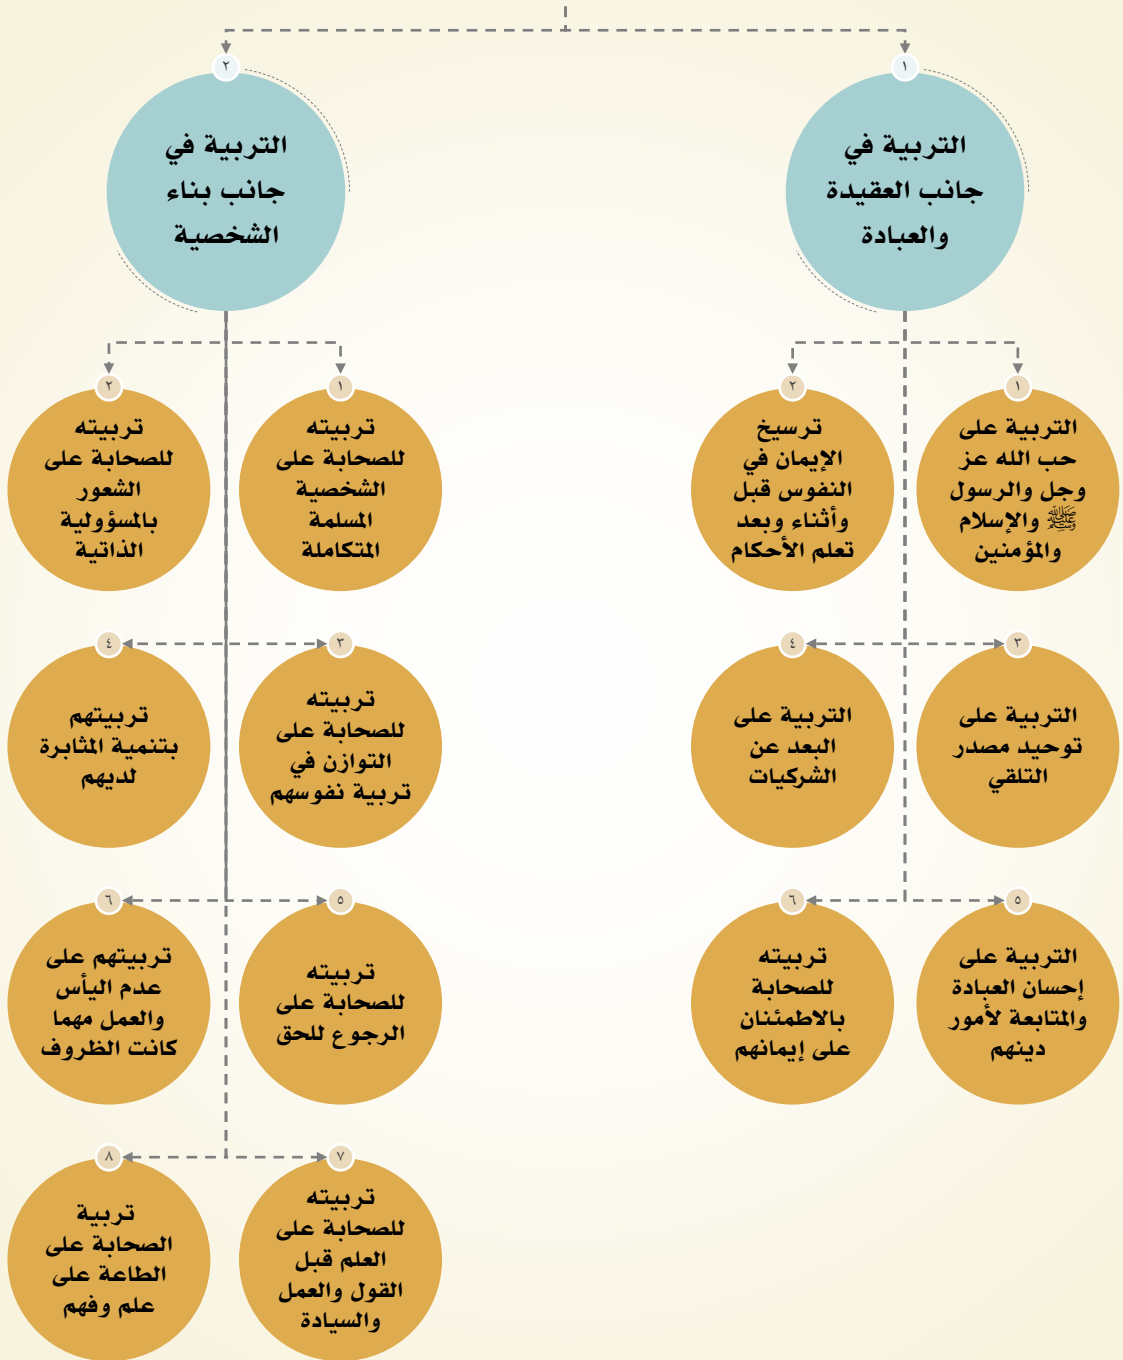 ١
التربية في
جانب العقيدة
والعبادة
١
التربية على
حب الله عز
وجل والرسول
ﷺ والإسلام
والمؤمنين
٢
ترسيخ
الإيمان في
النفوس قبل
وأثناء وبعد
تعلم الأحكام
٣
التربية على
توحيد مصدر
التلقي
٤
التربية على
البعد عن
الشركيات
٥
التربية على
إحسان العبادة
والمتابعة لأمور
دينهم
٦
تربيته
للصحابة
بالاطمئنان
على إيمانهم
٢
التربية في
جانب بناء
الشخصية
١
تربيته
للصحابة على
الشخصية
المسلمة
المتكاملة
٢
تربيته
للصحابة على
الشعور
بالمسؤولية
الذاتية
٣
تربيته
للصحابة على
التوازن في
تربية نفوسهم
٤
تربيتهم
بتنمية المثابرة
لديهم
٥
تربيته
للصحابة على
الرجوع للحق
٦
تربيتهم على
عدم اليأس
والعمل مهما
كانت الظروف
٧
تربيته
للصحابة على
العلم قبل
القول والعمل
والسيادة
٨
تربية
الصحابة على
الطاعة على
علم وفهم